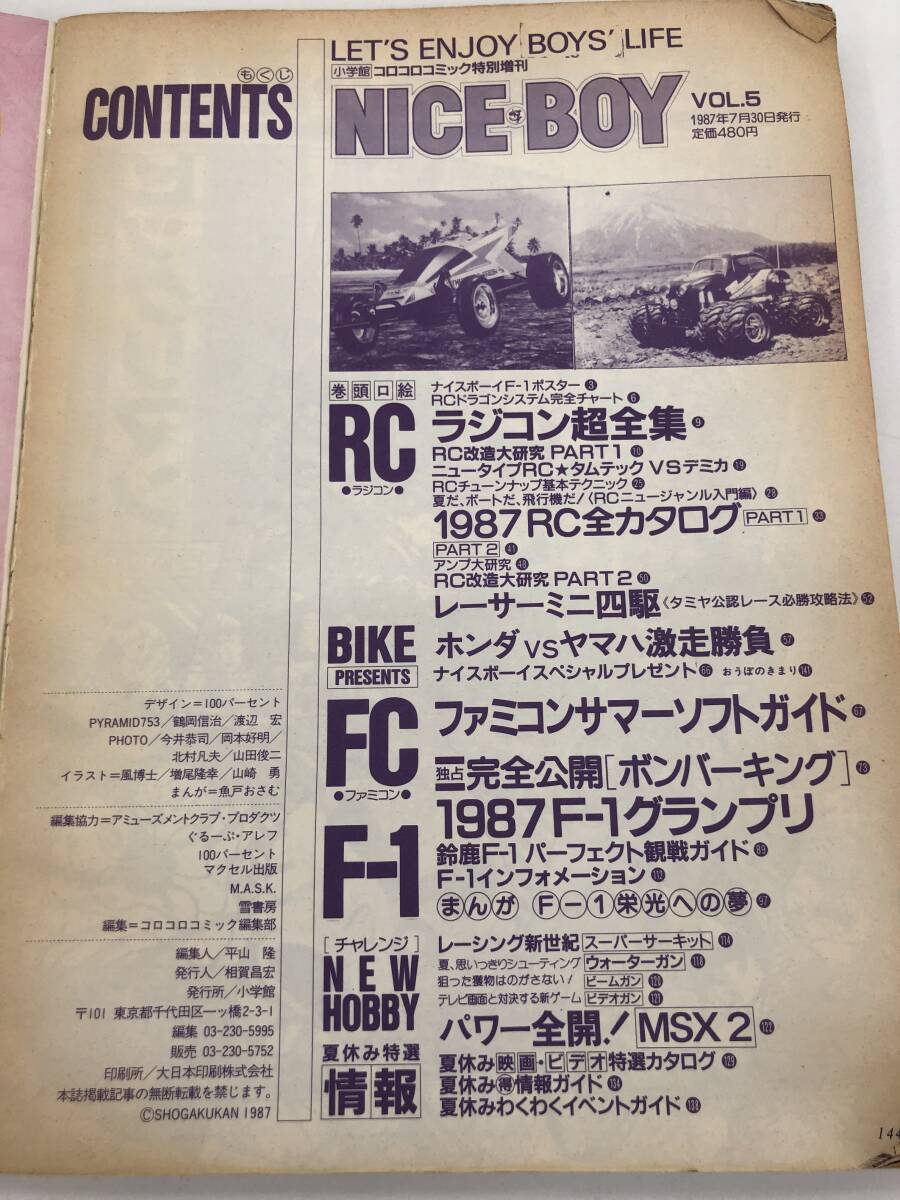 もくじ
CONTENTS
LET'S ENJOY BOYS' LIFE
小学館 コロコロコミック特別増刊
NICE BOY
VOL.5
1987年7月30日発行
定価480円
巻頭口絵
RC
●ラジコン●
ナイスボーイF-1ポスター ③
RCドラゴンシステム完全チャート ⑥
ラジコン超全集 ⑨
RC改造大研究 PART1 ⑩
ニュータイプRC★タムテック VSデミカ ⑲
RCチューンナップ基本テクニック ㉕
夏だ、ボートだ、飛行機だ!〈RCニュージャンル入門編〉 ㉘
1987 RC全カタログ PART1 ㉝
PART2 ㊶
アンプ大研究 ㊽
RC改造大研究 PART2 ㊿
レーサーミニ四駆《タミヤ公認レース必勝攻略法》 52
BIKE
ホンダ VSヤマハ激走勝負 57
PRESENTS
ナイスボーイスペシャルプレゼント 66 おうぼのきまり 141
FC
●ファミコン●
ファミコンサマーソフトガイド 67
独占 完全公開[ボンバーキング] 73
F-1
1987 F-1グランプリ
鈴鹿F-1 パーフェクト観戦ガイド 89
F-1インフォメーション 112
まんが F-1栄光への夢 97
[チャレンジ]
NEW
HOBBY
レーシング新世紀 スーパーサーキット 114
夏、思いっきりシューティング ウォーターガン 118
狙った獲物はのがさない! ビームガン 120
テレビ画面と対決する新ゲーム ビデオガン 121
パワー全開! MSX 2 122
夏休み特選
情報
夏休み映画・ビデオ特選カタログ 129
夏休み得情報ガイド 134
夏休みわくわくイベントガイド 138
デザイン=100パーセント
PYRAMID753/鶴岡信治/渡辺 宏
PHOTO/今井恭司/岡本好明/
北村凡夫/山田俊二
イラスト=風博士/増尾隆幸/山崎 勇
まんが=魚戸おさむ
編集協力=アミューズメントクラブ・プロダクツ
ぐるーぷ・アレフ
100パーセント
マクセル出版
M.A.S.K.
雪書房
編集=コロコロコミック編集部
編集人/平山 隆
発行人/相賀昌宏
発行所/小学館
〒101 東京都千代田区一ッ橋2-3-1
編集 03-230-5995
販売 03-230-5752
印刷所/大日本印刷株式会社
本誌掲載記事の無断転載を禁じます。
©SHOGAKUKAN 1987
144